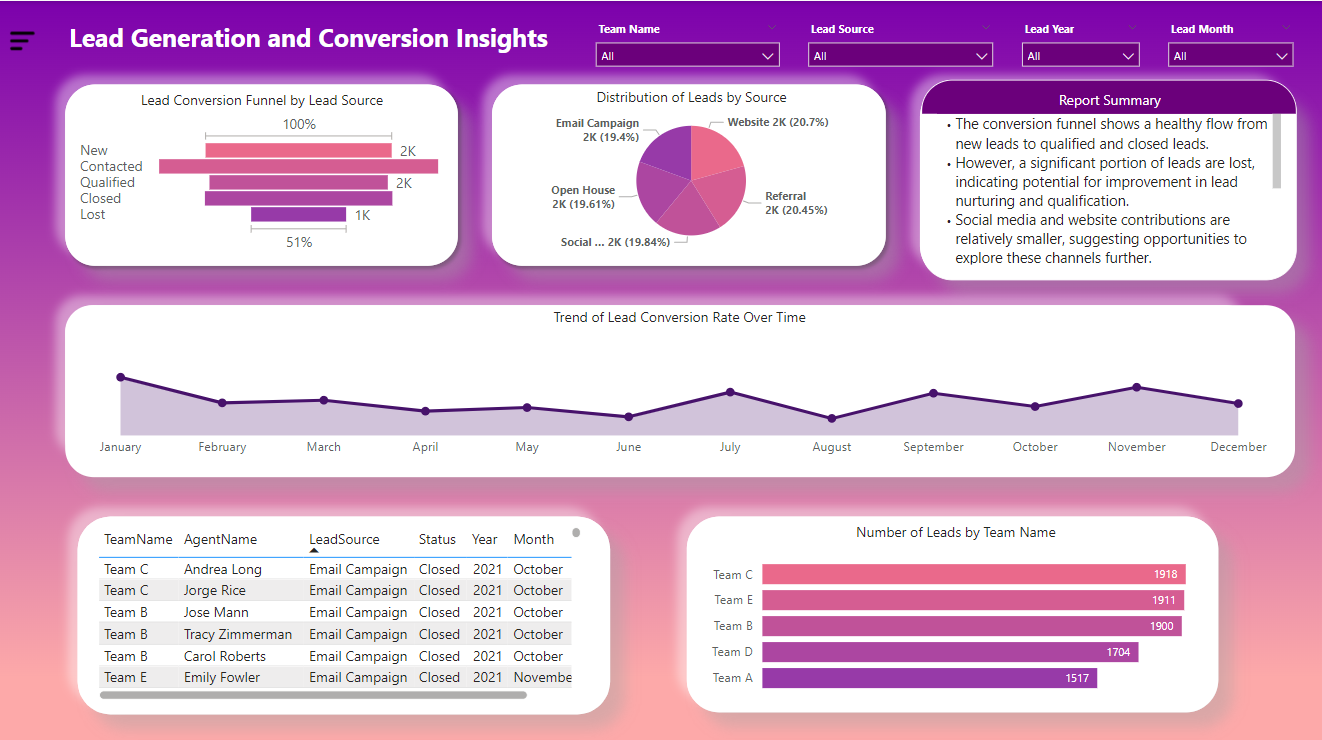 Lead Generation and Conversion Insights
Team Name
All
Lead Source
All
Lead Year
All
Lead Month
All
Lead Conversion Funnel by Lead Source
100%
New 2K
Contacted
Qualified 2K
Closed
Lost 1K
51%
Distribution of Leads by Source
Email Campaign
2K (19.4%)
Website 2K (20.7%)
Open House
2K (19.61%)
Referral
2K (20.45%)
Social ... 2K (19.84%)
Report Summary
• The conversion funnel shows a healthy flow from
new leads to qualified and closed leads.
• However, a significant portion of leads are lost,
indicating potential for improvement in lead
nurturing and qualification.
• Social media and website contributions are
relatively smaller, suggesting opportunities to
explore these channels further.
Trend of Lead Conversion Rate Over Time
January February March April May June July August September October November December
TeamName AgentName LeadSource Status Year Month
Team C Andrea Long Email Campaign Closed 2021 October
Team C Jorge Rice Email Campaign Closed 2021 October
Team B Jose Mann Email Campaign Closed 2021 October
Team B Tracy Zimmerman Email Campaign Closed 2021 October
Team B Carol Roberts Email Campaign Closed 2021 October
Team E Emily Fowler Email Campaign Closed 2021 Novembe
Number of Leads by Team Name
Team C 1918
Team E 1911
Team B 1900
Team D 1704
Team A 1517